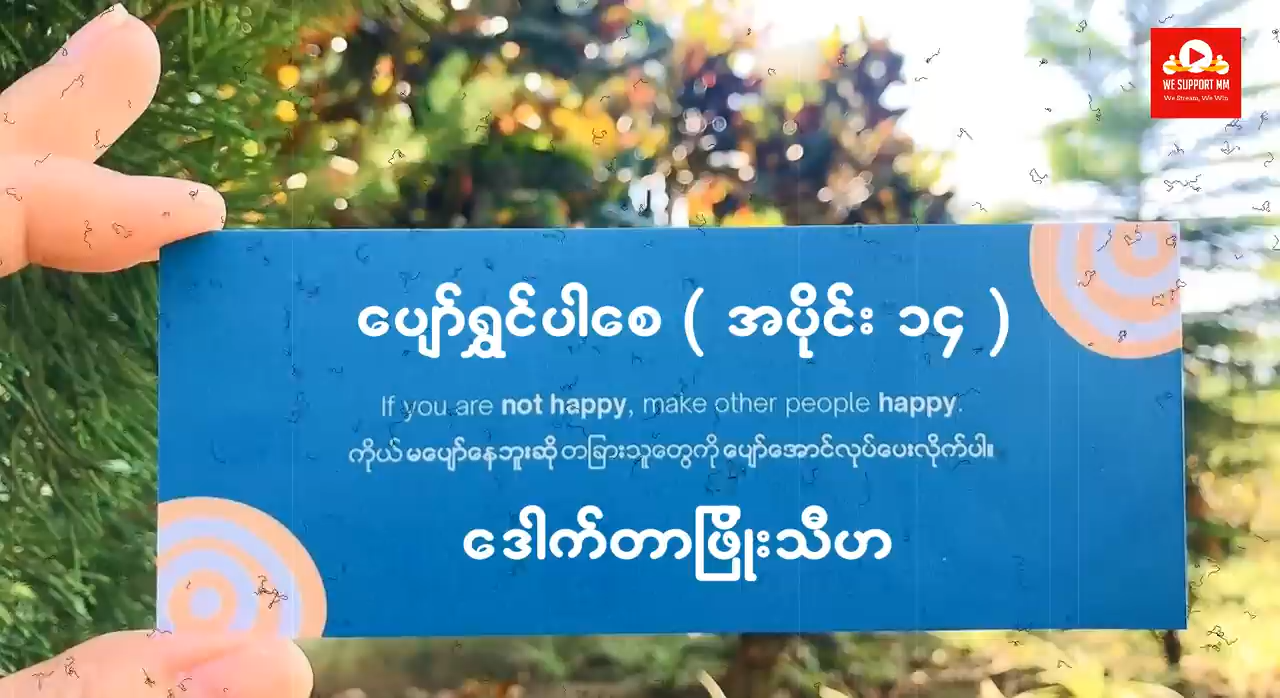 WE SUPPORT MM
We Stream, We Win
ပျော်ရွှင်ပါစေ ( အပိုင်း ၁၄ )
If you are not happy, make other people happy.
ကိုယ် မပျော်နေဘူးဆို တခြားသူတွေကို ပျော်အောင်လုပ်ပေးလိုက်ပါ။
ဒေါက်တာဖြိုးသီဟ